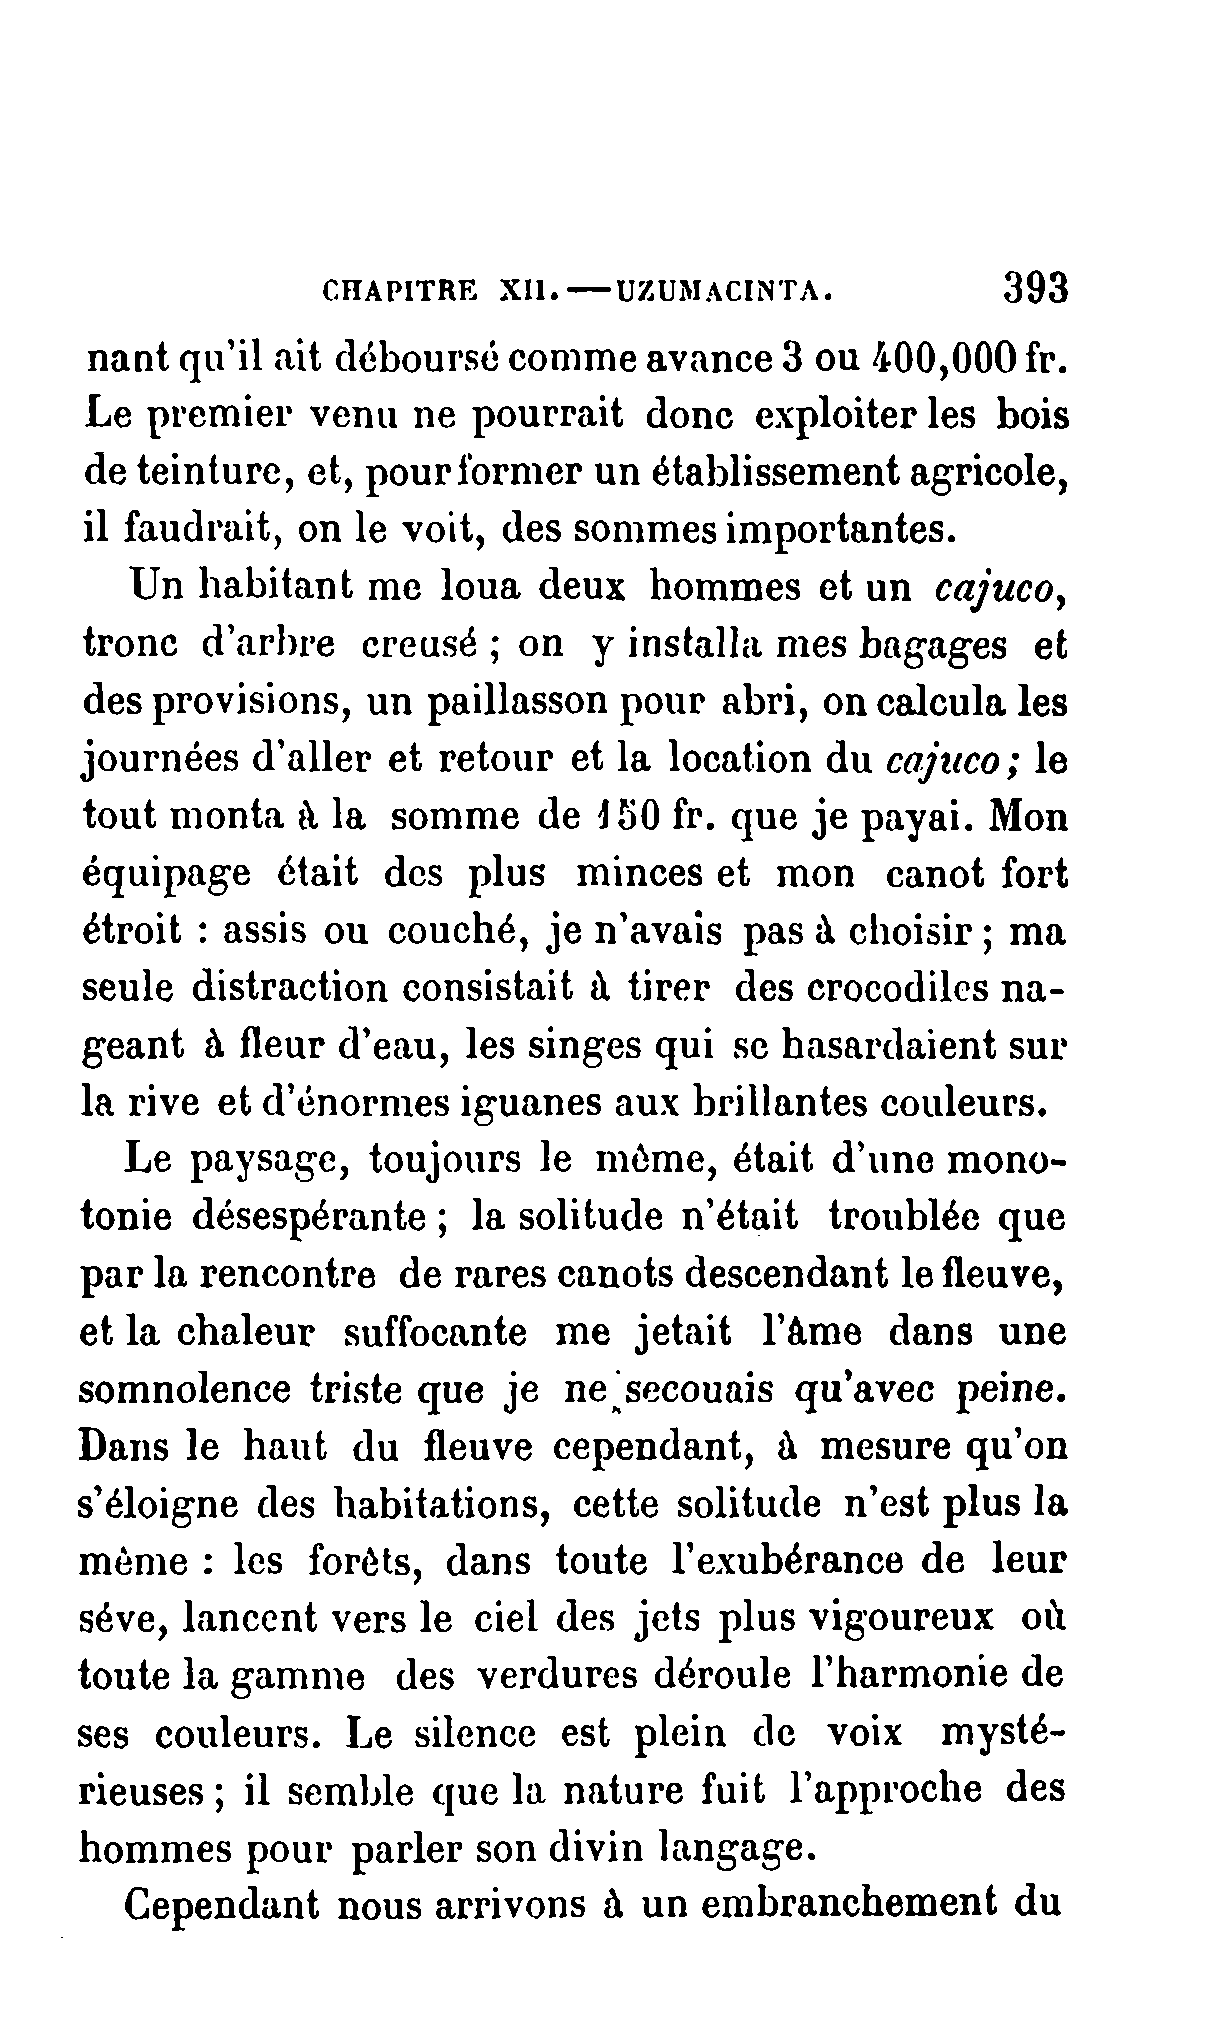 CHAPITRE XII. — UZUMACINTA. 393
nant qu'il ait déboursé comme avance 3 ou 400,000 fr.
Le premier venu ne pourrait donc exploiter les bois
de teinture, et, pour former un établissement agricole,
il faudrait, on le voit, des sommes importantes.
Un habitant me loua deux hommes et un cajuco,
tronc d'arbre creusé ; on y installa mes bagages et
des provisions, un paillasson pour abri, on calcula les
journées d'aller et retour et la location du cajuco ; le
tout monta à la somme de 150 fr. que je payai. Mon
équipage était des plus minces et mon canot fort
étroit : assis ou couché, je n'avais pas à choisir ; ma
seule distraction consistait à tirer des crocodiles na-
geant à fleur d'eau, les singes qui se hasardaient sur
la rive et d'énormes iguanes aux brillantes couleurs.
Le paysage, toujours le même, était d'une mono-
tonie désespérante ; la solitude n'était troublée que
par la rencontre de rares canots descendant le fleuve,
et la chaleur suffocante me jetait l'âme dans une
somnolence triste que je ne secouais qu'avec peine.
Dans le haut du fleuve cependant, à mesure qu'on
s'éloigne des habitations, cette solitude n'est plus la
même : les forêts, dans toute l'exubérance de leur
séve, lancent vers le ciel des jets plus vigoureux où
toute la gamme des verdures déroule l'harmonie de
ses couleurs. Le silence est plein de voix mysté-
rieuses ; il semble que la nature fuit l'approche des
hommes pour parler son divin langage.
Cependant nous arrivons à un embranchement du